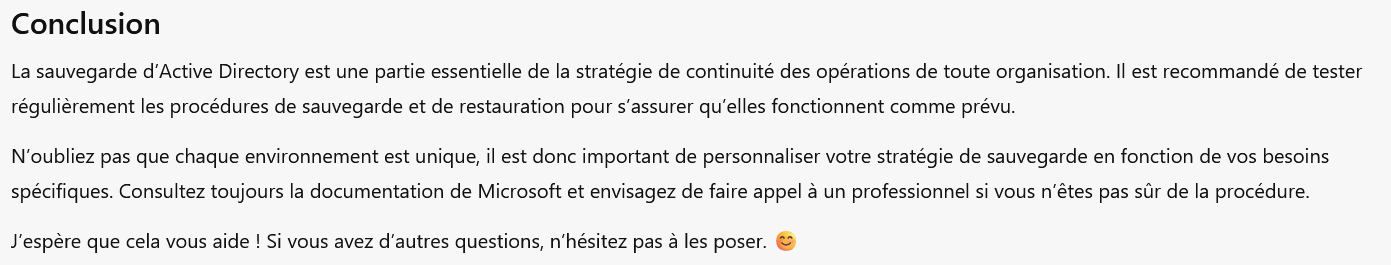 Conclusion
La sauvegarde d’Active Directory est une partie essentielle de la stratégie de continuité des opérations de toute organisation. Il est recommandé de tester
régulièrement les procédures de sauvegarde et de restauration pour s’assurer qu’elles fonctionnent comme prévu.
N’oubliez pas que chaque environnement est unique, il est donc important de personnaliser votre stratégie de sauvegarde en fonction de vos besoins
spécifiques. Consultez toujours la documentation de Microsoft et envisagez de faire appel à un professionnel si vous n’êtes pas sûr de la procédure.
J’espère que cela vous aide ! Si vous avez d’autres questions, n’hésitez pas à les poser. 😊